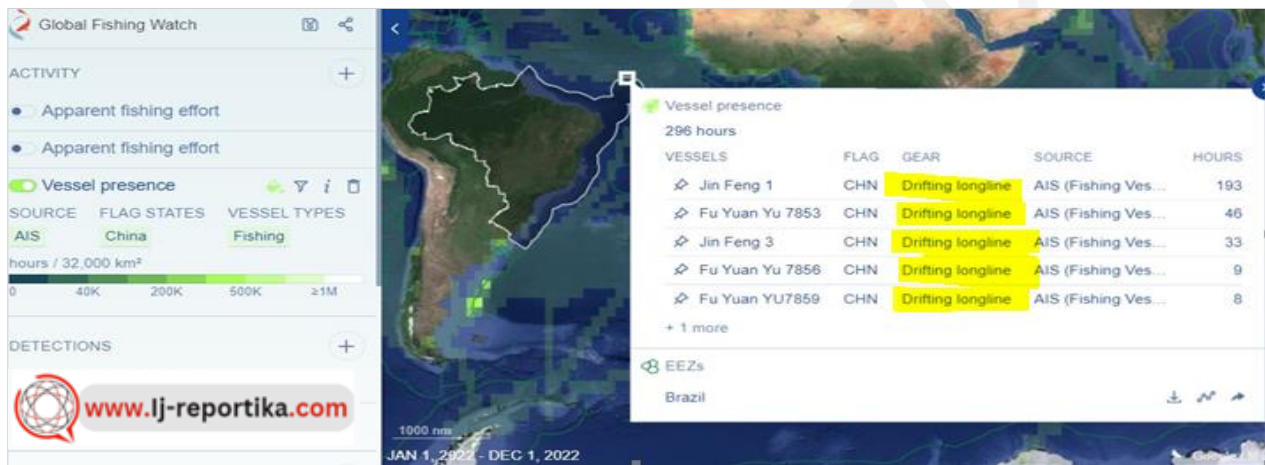 Global Fishing Watch
ACTIVITY
Apparent fishing effort
Apparent fishing effort
Vessel presence
SOURCE FLAG STATES VESSEL TYPES
AIS China Fishing
hours / 32,000 km²
0 40K 200K 500K ≥1M
DETECTIONS
www.lj-reportika.com
1000 nm
JAN 1, 2022 - DEC 1, 2022
Vessel presence
296 hours
VESSELS FLAG GEAR SOURCE HOURS
Jin Feng 1 CHN Drifting longline AIS (Fishing Ves... 193
Fu Yuan Yu 7853 CHN Drifting longline AIS (Fishing Ves... 46
Jin Feng 3 CHN Drifting longline AIS (Fishing Ves... 33
Fu Yuan Yu 7856 CHN Drifting longline AIS (Fishing Ves... 9
Fu Yuan YU7859 CHN Drifting longline AIS (Fishing Ves... 8
+ 1 more
EEZs
Brazil